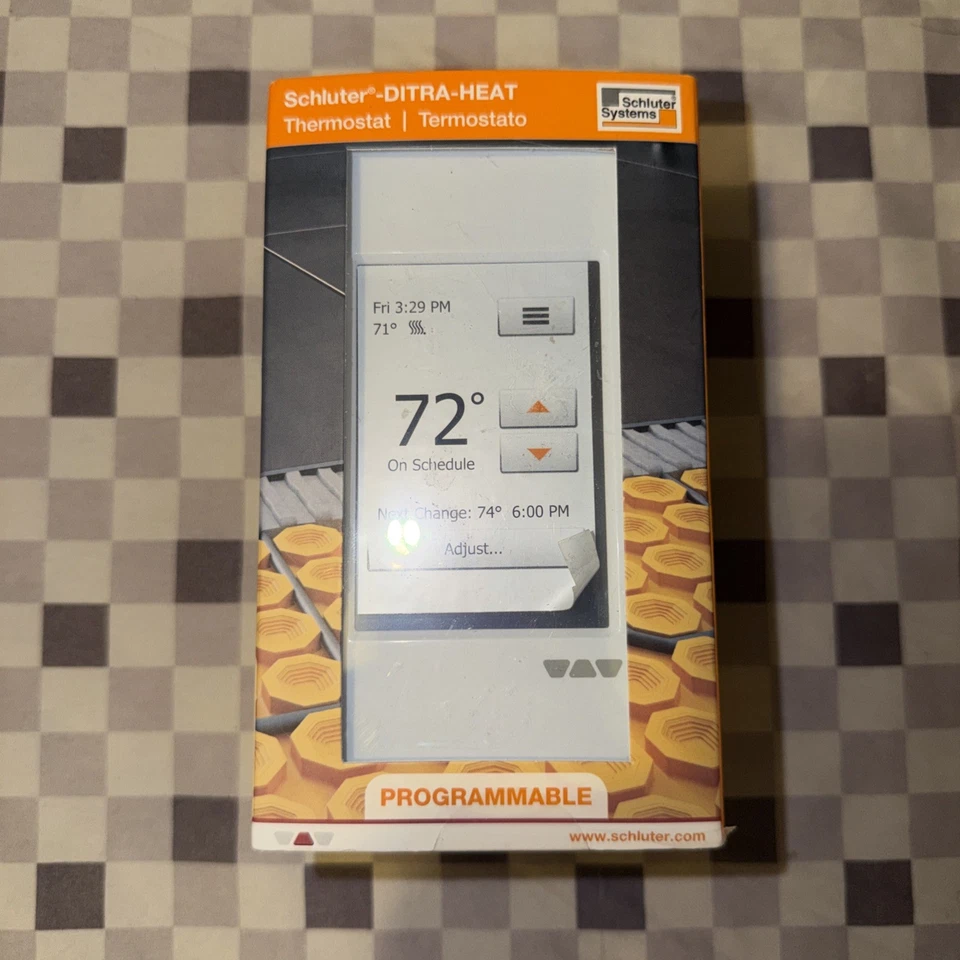 Schluter®-DITRA-HEAT
Thermostat | Termostato
Schluter
Systems
Fri 3:29 PM
71°
72°
On Schedule
Next Change: 74° 6:00 PM
Adjust...
PROGRAMMABLE
www.schluter.com